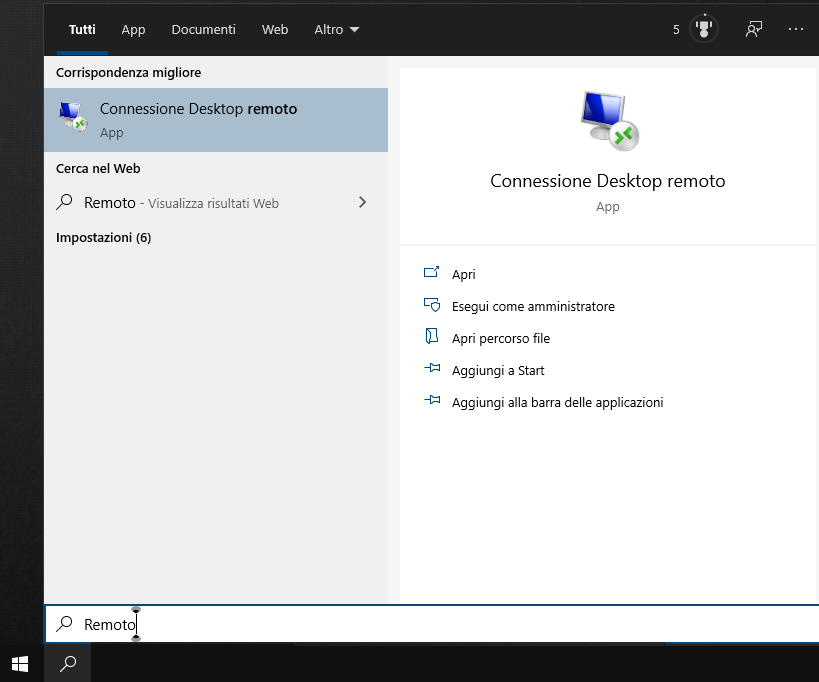 Tutti App Documenti Web Altro 5
Corrispondenza migliore
Connessione Desktop remoto
App
Cerca nel Web
Remoto - Visualizza risultati Web
Impostazioni (6)
Connessione Desktop remoto
App
Apri
Esegui come amministratore
Apri percorso file
Aggiungi a Start
Aggiungi alla barra delle applicazioni
Remoto